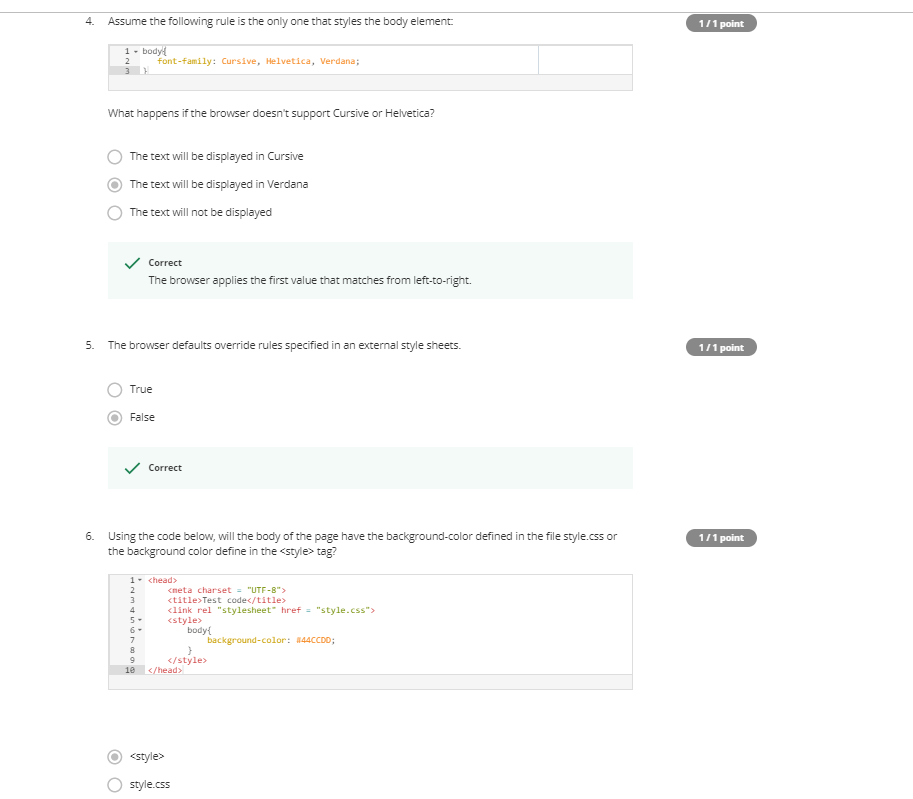 4. Assume the following rule is the only one that styles the body element:
1/1 point
1 body{
2 font-family: Cursive, Helvetica, Verdana;
3 }
What happens if the browser doesn't support Cursive or Helvetica?
The text will be displayed in Cursive
The text will be displayed in Verdana
The text will not be displayed
Correct
The browser applies the first value that matches from left-to-right.
5. The browser defaults override rules specified in an external style sheets.
1/1 point
True
False
Correct
6. Using the code below, will the body of the page have the background-color defined in the file style.css or
the background color define in the <style> tag?
1/1 point
1 <head>
2 <meta charset = "UTF-8">
3 <title>Test code</title>
4 <link rel "stylesheet" href = "style.css">
5 <style>
6 body{
7 background-color: #44CCDD;
8 }
9 </style>
10 </head>
<style>
style.css